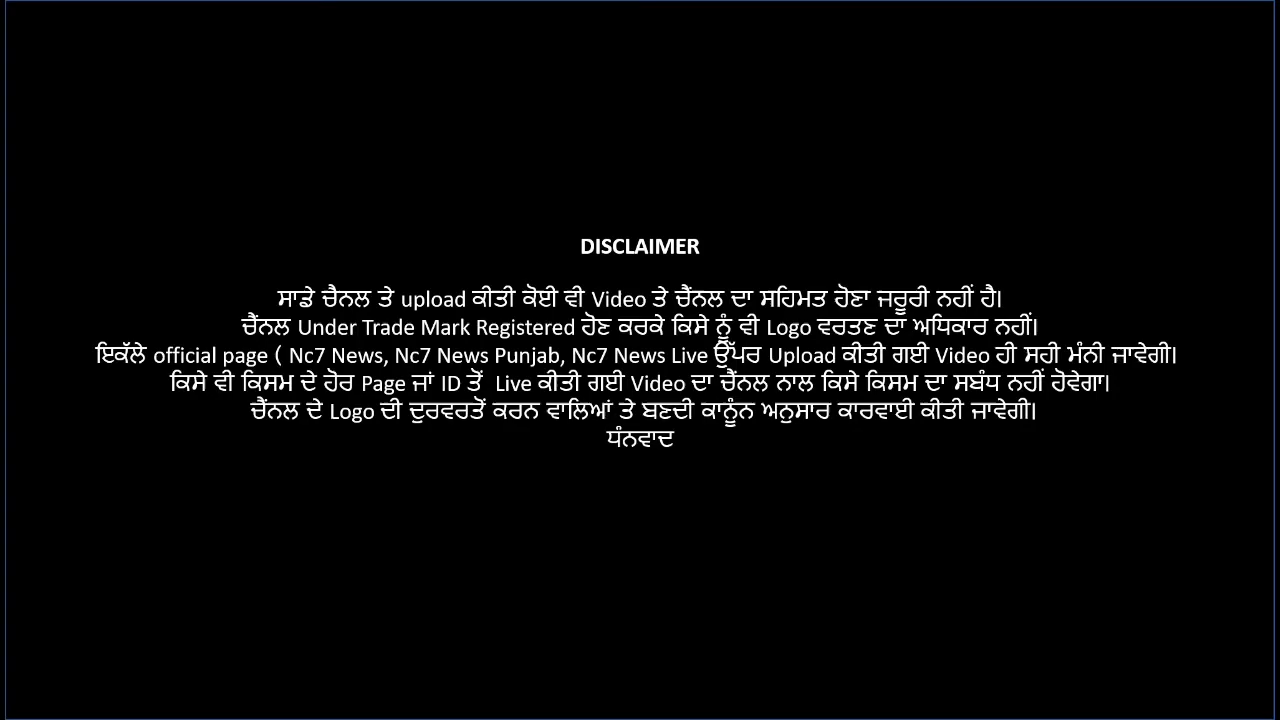 DISCLAIMER
ਸਾਡੇ ਚੈਨਲ ਤੇ upload ਕੀਤੀ ਕੋਈ ਵੀ Video ਤੇ ਚੈਂਨਲ ਦਾ ਸਹਿਮਤ ਹੋਣਾ ਜਰੂਰੀ ਨਹੀਂ ਹੈ।
ਚੈਂਨਲ Under Trade Mark Registered ਹੋਣ ਕਰਕੇ ਕਿਸੇ ਨੂੰ ਵੀ Logo ਵਰਤਣ ਦਾ ਅਧਿਕਾਰ ਨਹੀਂ।
ਇਕੱਲੇ official page ( Nc7 News, Nc7 News Punjab, Nc7 News Live ਉੱਪਰ Upload ਕੀਤੀ ਗਈ Video ਹੀ ਸਹੀ ਮੰਨੀ ਜਾਵੇਗੀ।
ਕਿਸੇ ਵੀ ਕਿਸਮ ਦੇ ਹੋਰ Page ਜਾਂ ID ਤੋਂ  Live ਕੀਤੀ ਗਈ Video ਦਾ ਚੈਂਨਲ ਨਾਲ ਕਿਸੇ ਕਿਸਮ ਦਾ ਸਬੰਧ ਨਹੀਂ ਹੋਵੇਗਾ।
ਚੈਂਨਲ ਦੇ Logo ਦੀ ਦੁਰਵਰਤੋਂ ਕਰਨ ਵਾਲਿਆਂ ਤੇ ਬਣਦੀ ਕਾਨੂੰਨ ਅਨੁਸਾਰ ਕਾਰਵਾਈ ਕੀਤੀ ਜਾਵੇਗੀ।
ਧੰਨਵਾਦ